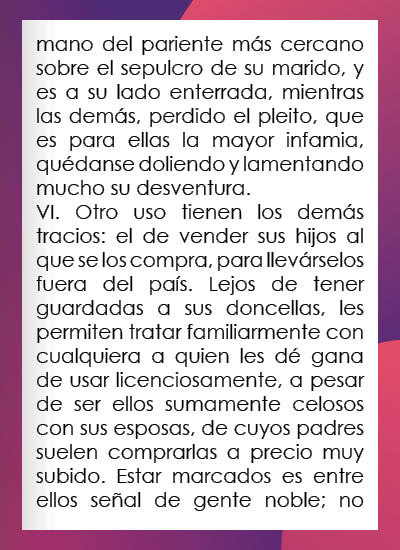 mano del pariente más cercano
sobre el sepulcro de su marido, y
es a su lado enterrada, mientras
las demás, perdido el pleito, que
es para ellas la mayor infamia,
quédanse doliendo y lamentando
mucho su desventura.
VI. Otro uso tienen los demás
tracios: el de vender sus hijos al
que se los compra, para llevárselos
fuera del país. Lejos de tener
guardadas a sus doncellas, les
permiten tratar familiarmente con
cualquiera a quien les dé gana
de usar licenciosamente, a pesar
de ser ellos sumamente celosos
con sus esposas, de cuyos padres
suelen comprarlas a precio muy
subido. Estar marcados es entre
ellos señal de gente noble; no